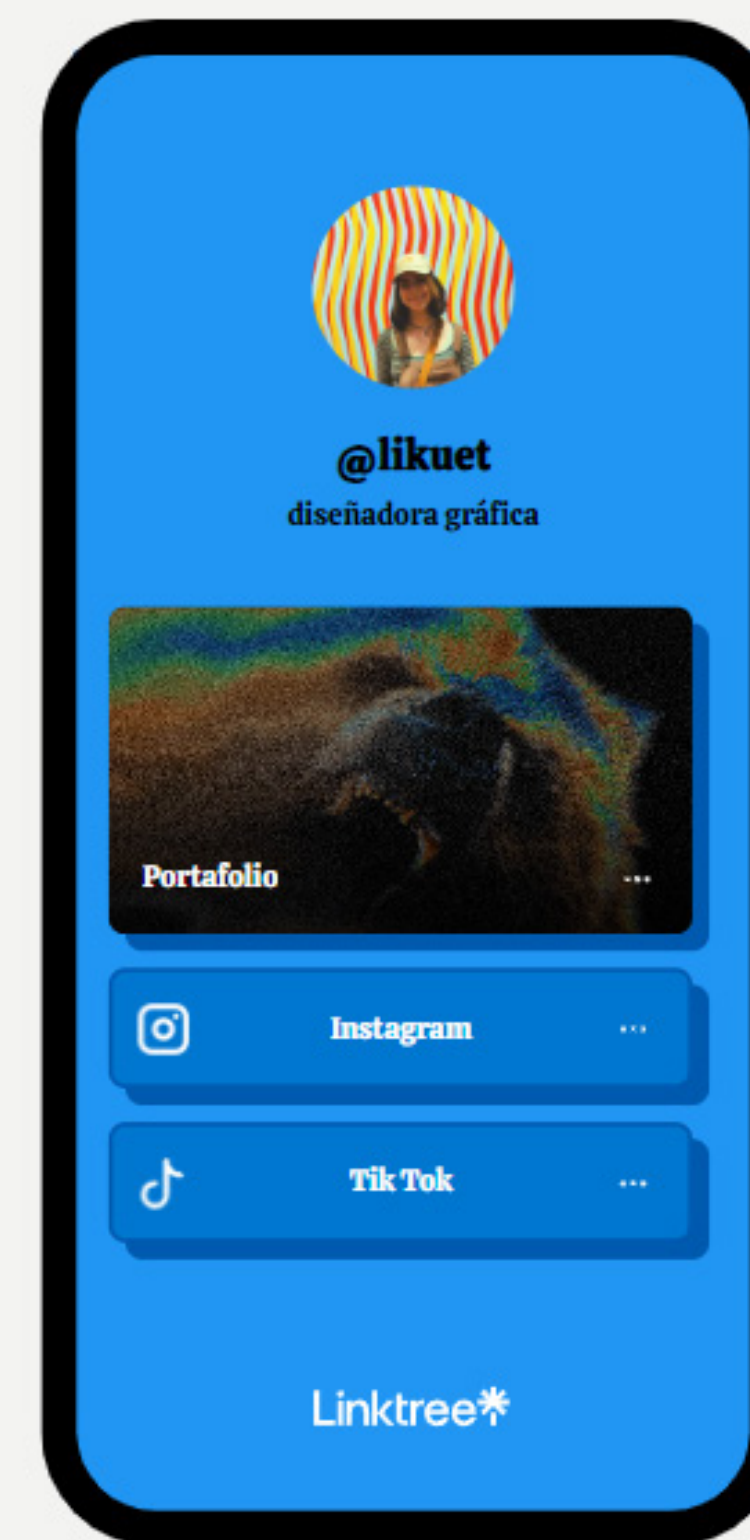 @likuet
diseñadora gráfica
Portafolio
Instagram
Tik Tok
Linktree